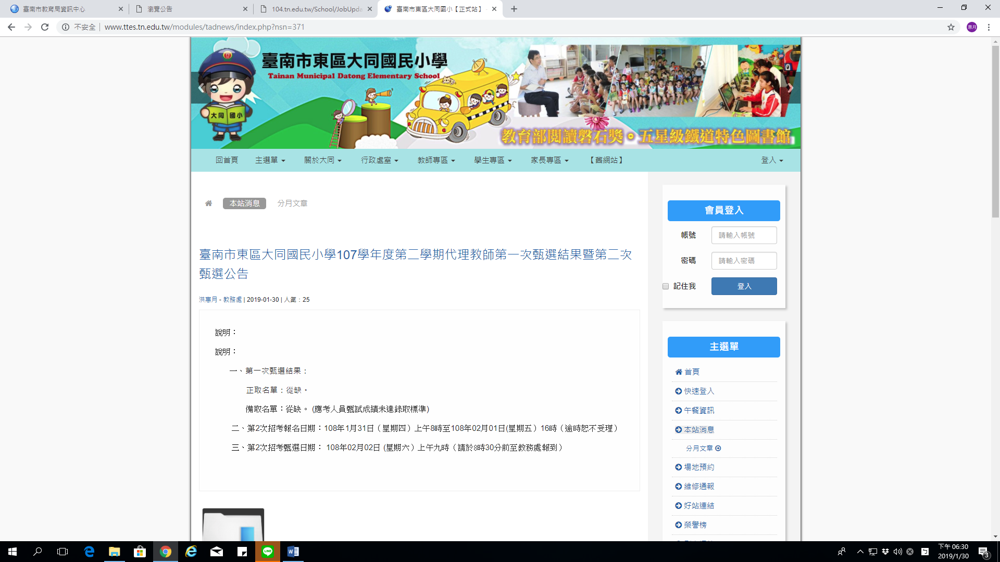 臺南市教育局資訊中心
瀏覽公告
104.tn.edu.tw/School/JobUpda
臺南市東區大同國小【正式站】
不安全
www.ttes.tn.edu.tw/modules/tadnews/index.php?nsn=371
惠月
臺南市東區大同國民小學
Tainan Municipal Datong Elementary School
大同 國小
教育部閱讀磐石獎。五星級鐵道特色圖書館
回首頁 主選單 關於大同 行政處室 教師專區 學生專區 家長專區 【舊網站】 登入
本站消息 分月文章
臺南市東區大同國民小學107學年度第二學期代理教師第一次甄選結果暨第二次
甄選公告
洪惠月 - 教務處 | 2019-01-30 | 人氣：25
說明：
說明：
一、第一次甄選結果：
正取名單：從缺。
備取名單：從缺。 (應考人員甄試成績未達錄取標準)
二、第2次招考報名日期：108年1月31日（星期四）上午8時至108年02月01日(星期五）16時（逾時恕不受理）
三、第2次招考甄選日期： 108年02月02日 (星期六）上午九時（請於8時30分前至教務處報到）
會員登入
帳號 請輸入帳號
密碼 請輸入密碼
記住我 登入
主選單
首頁
快速登入
午餐資訊
本站消息
分月文章
場地預約
維修通報
好站連結
榮譽榜
LINE
下午 06:30
2019/1/30
3